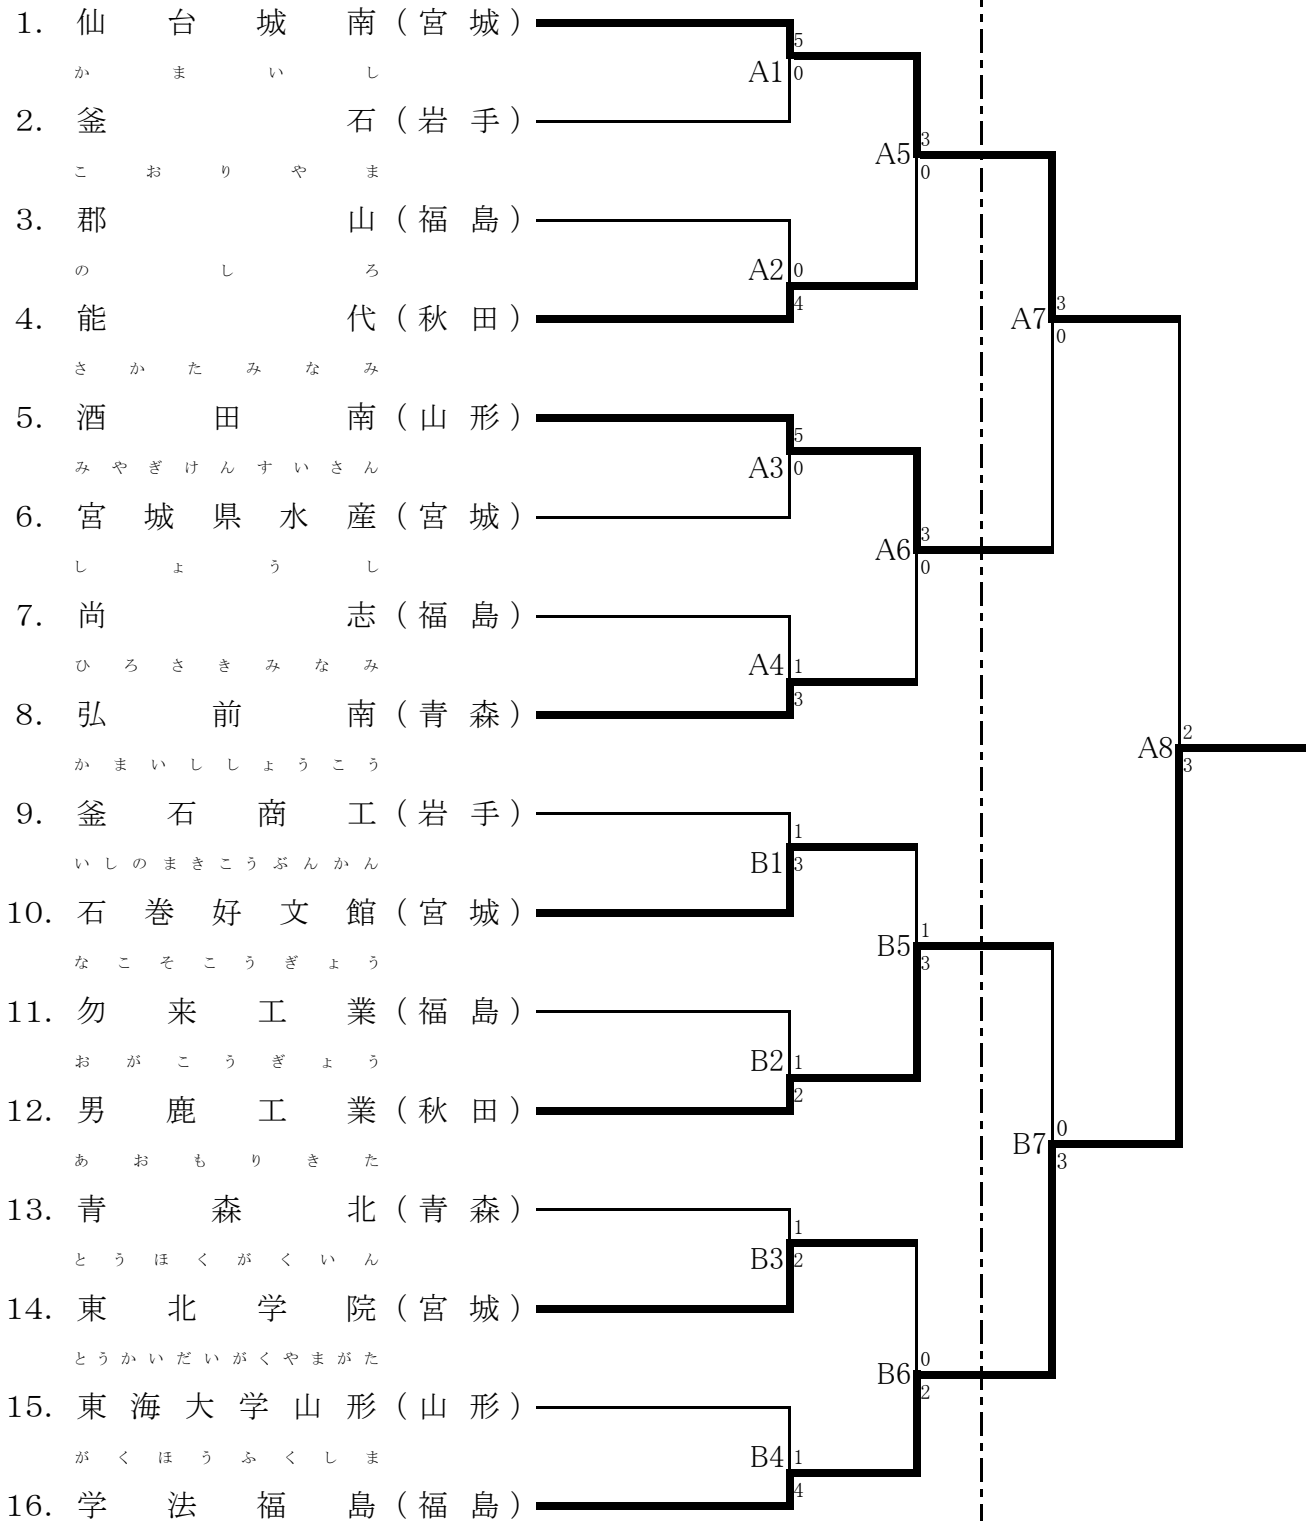 1. 仙台城南(宮城)
5
かまいし
A1 0
2. 釜石(岩手)
3
A5
こおりやま
0
3. 郡山(福島)
のしろ
A2 0
4
3
4. 能代(秋田)
A7
0
さかたみなみ
5. 酒田南(山形)
5
みやぎけんすいさん
A3 0
6. 宮城県水産(宮城)
3
A6
しょうし
0
7. 尚志(福島)
ひろさきみなみ
A4 1
3
8. 弘前南(青森)
2
A8
かまいししょうこう
3
9. 釜石商工(岩手)
1
いしのまきこうぶんかん
B1 3
10. 石巻好文館(宮城)
1
B5
なこそこうぎょう
3
11. 勿来工業(福島)
おがこうぎょう
B2 1
2
12. 男鹿工業(秋田)
0
B7
あおもりきた
3
13. 青森北(青森)
1
とうほくがくいん
B3 2
14. 東北学院(宮城)
とうかいだいがくやまがた
0
B6
2
15. 東海大学山形(山形)
がくほうふくしま
B4 1
4
16. 学法福島(福島)